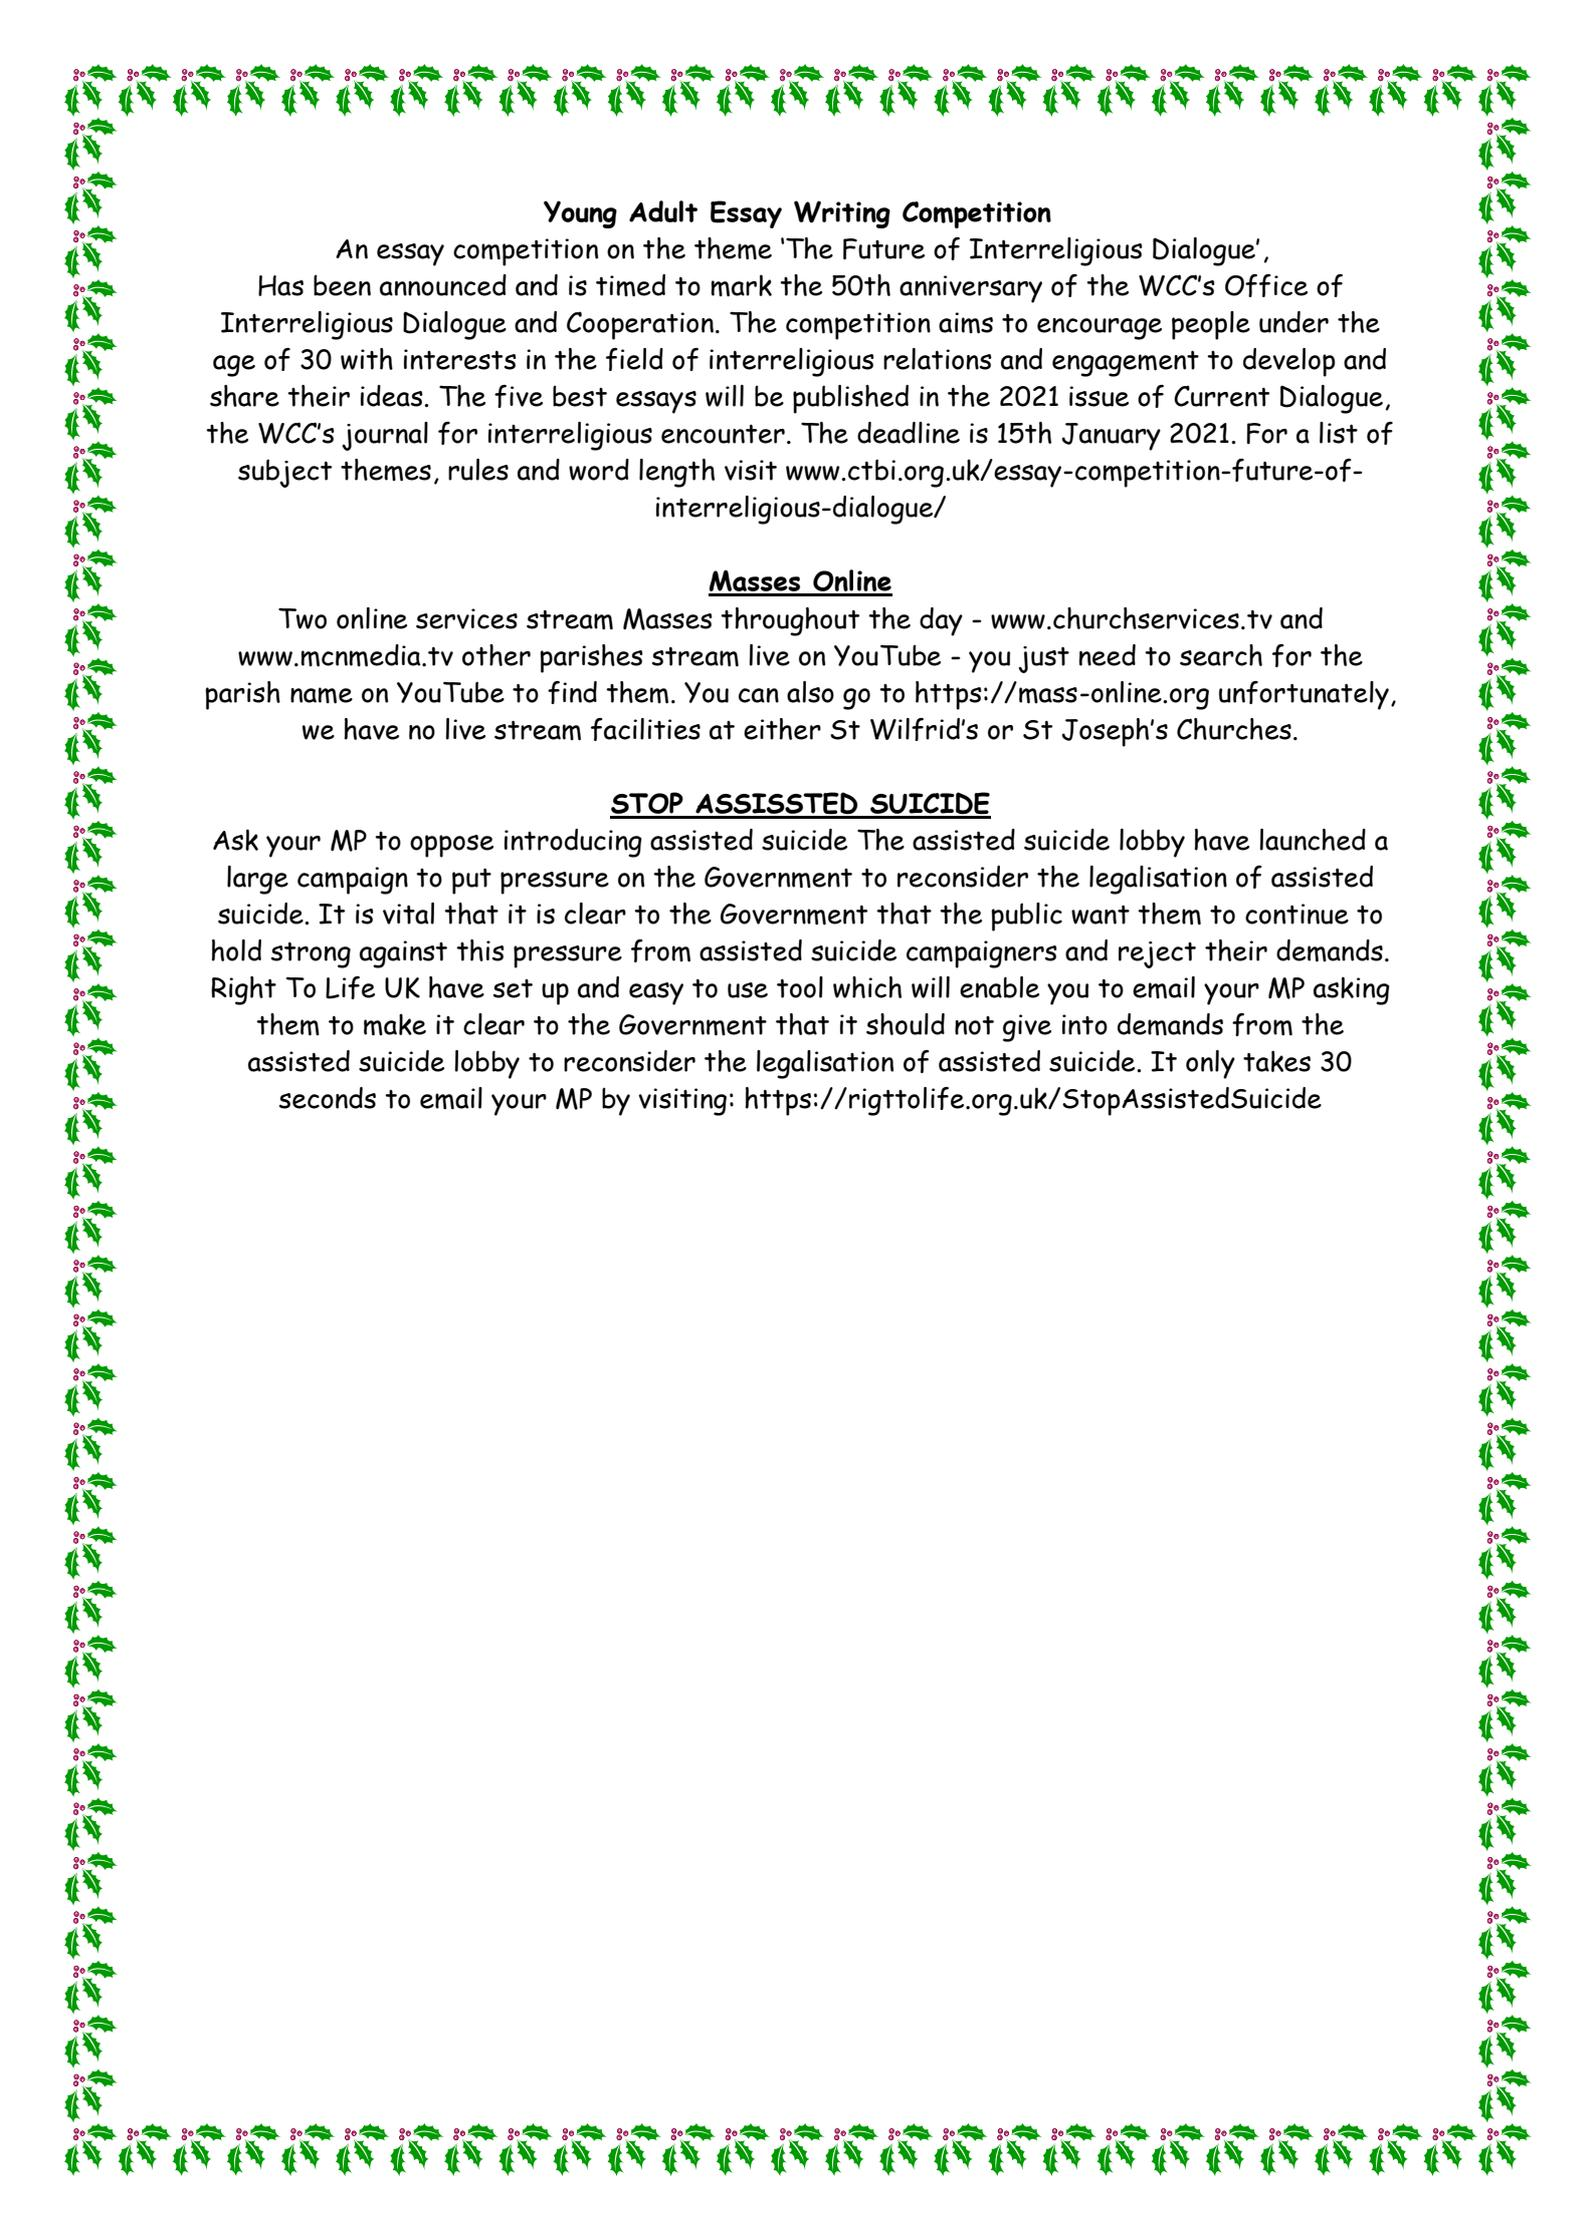 Young Adult Essay Writing Competition
An essay competition on the theme ‘The Future of Interreligious Dialogue’,
Has been announced and is timed to mark the 50th anniversary of the WCC’s Office of
Interreligious Dialogue and Cooperation. The competition aims to encourage people under the
age of 30 with interests in the field of interreligious relations and engagement to develop and
share their ideas. The five best essays will be published in the 2021 issue of Current Dialogue,
the WCC’s journal for interreligious encounter. The deadline is 15th January 2021. For a list of
subject themes, rules and word length visit www.ctbi.org.uk/essay-competition-future-of-
interreligious-dialogue/
Masses Online
Two online services stream Masses throughout the day - www.churchservices.tv and
www.mcnmedia.tv other parishes stream live on YouTube - you just need to search for the
parish name on YouTube to find them. You can also go to https://mass-online.org unfortunately,
we have no live stream facilities at either St Wilfrid’s or St Joseph’s Churches.
STOP ASSISSTED SUICIDE
Ask your MP to oppose introducing assisted suicide The assisted suicide lobby have launched a
large campaign to put pressure on the Government to reconsider the legalisation of assisted
suicide. It is vital that it is clear to the Government that the public want them to continue to
hold strong against this pressure from assisted suicide campaigners and reject their demands.
Right To Life UK have set up and easy to use tool which will enable you to email your MP asking
them to make it clear to the Government that it should not give into demands from the
assisted suicide lobby to reconsider the legalisation of assisted suicide. It only takes 30
seconds to email your MP by visiting: https://rigttolife.org.uk/StopAssistedSuicide